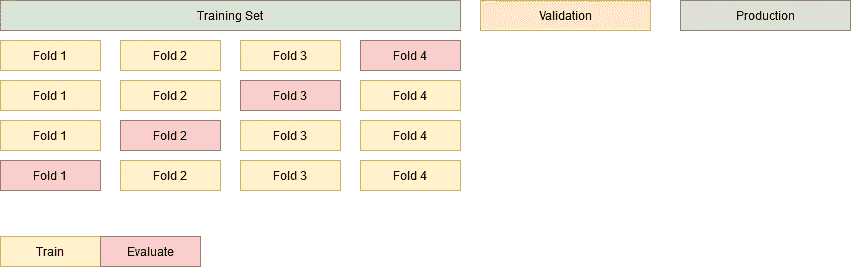 Training Set
Validation
Production
Fold 1
Fold 2
Fold 3
Fold 4
Fold 1
Fold 2
Fold 3
Fold 4
Fold 1
Fold 2
Fold 3
Fold 4
Fold 1
Fold 2
Fold 3
Fold 4
Train
Evaluate